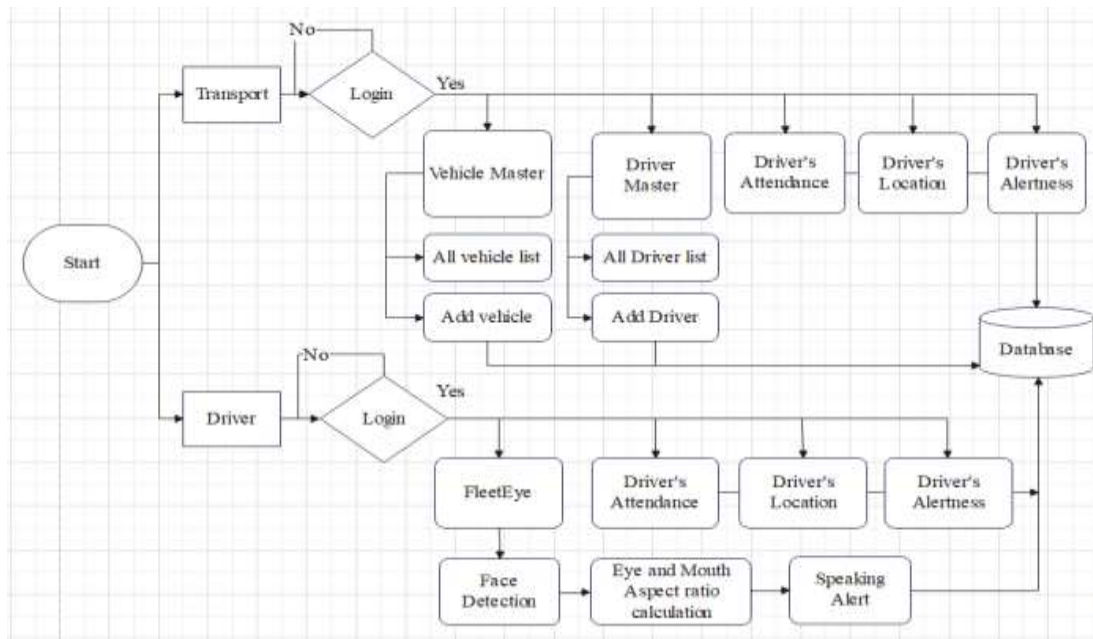 No
Transport
Login
Yes
Vehicle Master
Driver
Master
Driver's
Attendance
Driver's
Location
Driver's
Alertness
Start
All vehicle list
All Driver list
Add vehicle
Add Driver
Database
No
Driver
Login
Yes
FleetEye
Driver's
Attendance
Driver's
Location
Driver's
Alertness
Face
Detection
Eye and Mouth
Aspect ratio
calculation
Speaking
Alert